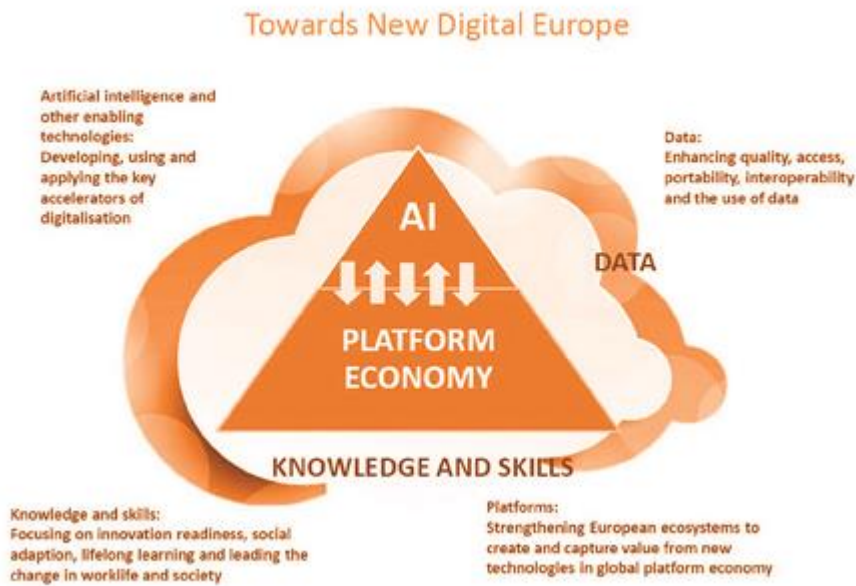 Towards New Digital Europe
Artificial intelligence and
other enabling
technologies:
Developing, using and
applying the key
accelerators of
digitalisation
Data:
Enhancing quality, access,
portability, interoperability
and the use of data
AI
DATA
PLATFORM
ECONOMY
KNOWLEDGE AND SKILLS
Knowledge and skills:
Focusing on innovation readiness, social
adaption, lifelong learning and leading the
change in worklife and society
Platforms:
Strengthening European ecosystems to
create and capture value from new
technologies in global platform economy